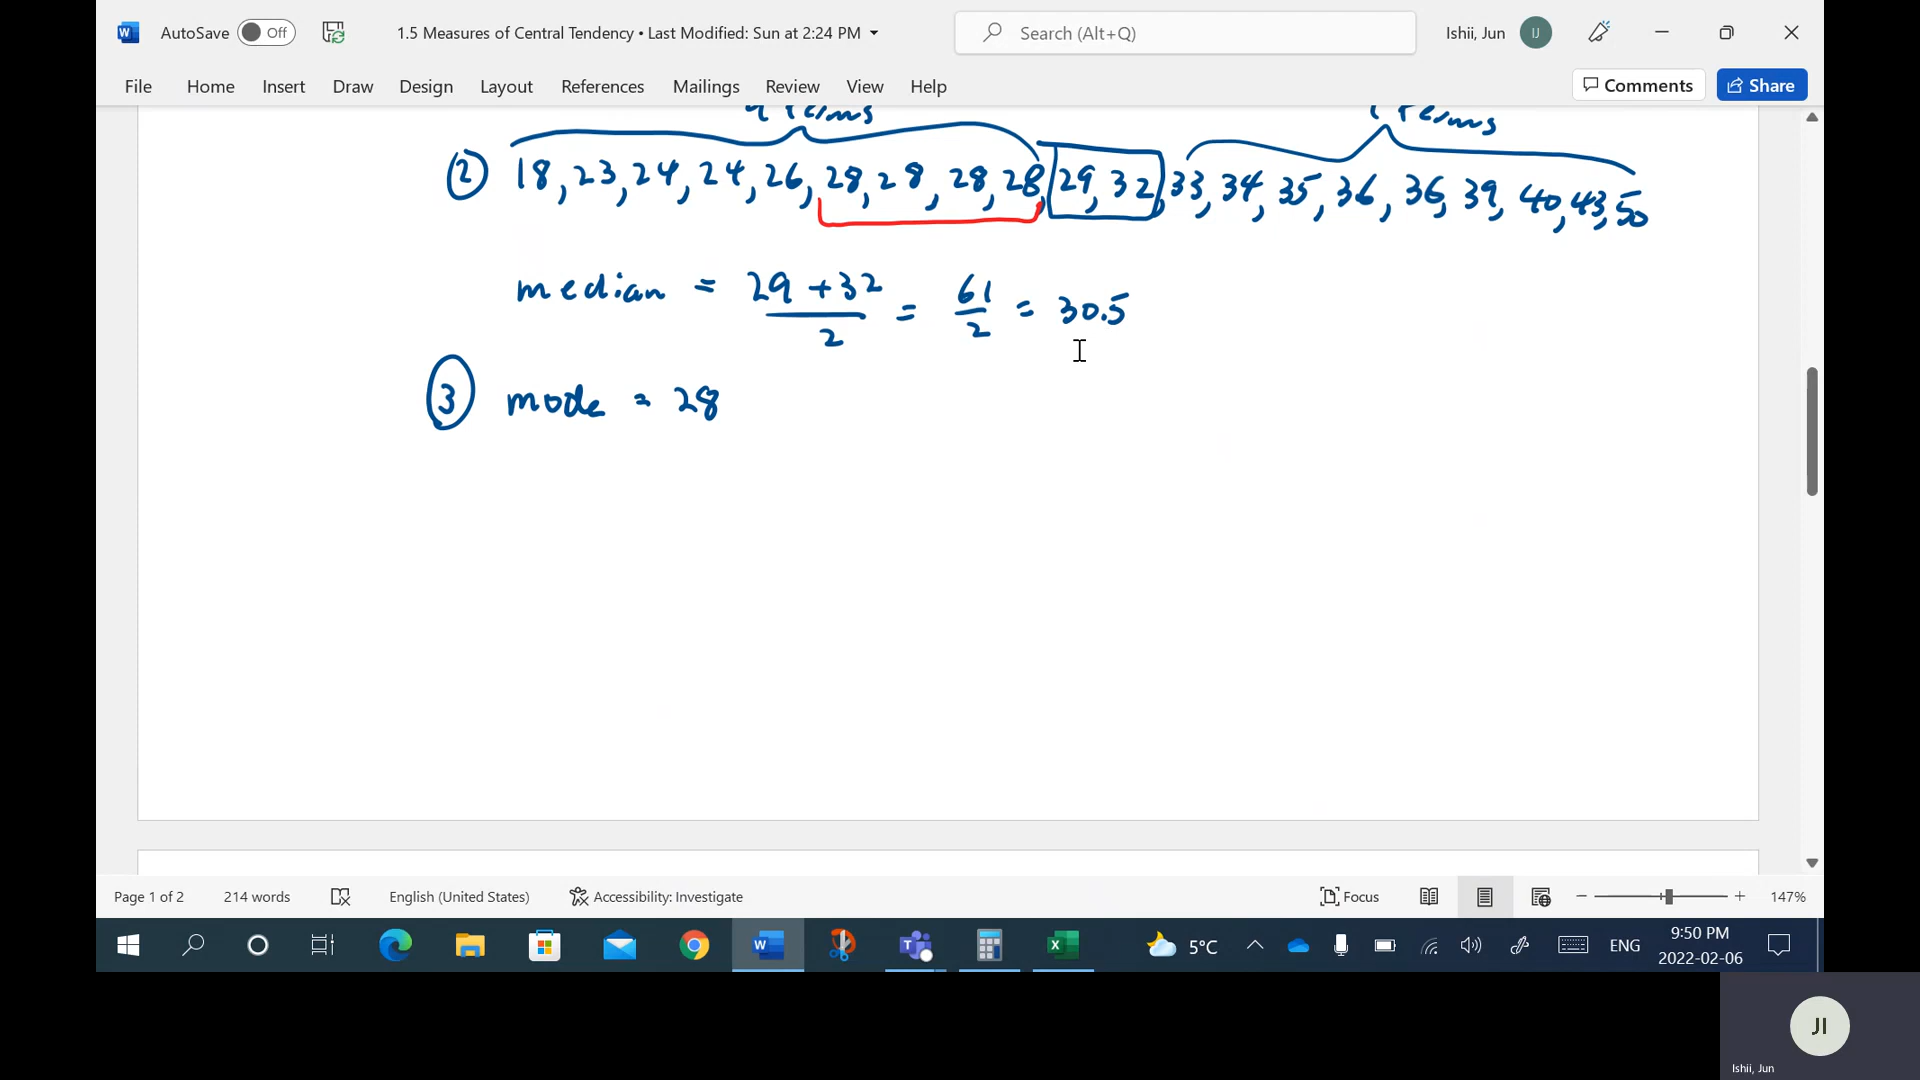 AutoSave Off 1.5 Measures of Central Tendency • Last Modified: Sun at 2:24 PM Search (Alt+Q) Ishii, Jun IJ
File Home Insert Draw Design Layout References Mailings Review View Help Comments Share
9 terms
② 18, 23, 24, 24, 26, 28, 28, 28, 28, 29, 32, 33, 34, 35, 36, 36, 39, 40, 43, 50
median = 29 + 32 / 2 = 61 / 2 = 30.5
③ mode = 28
Page 1 of 2 214 words English (United States) Accessibility: Investigate Focus 147%
5°C ENG 9:50 PM
2022-02-06
JI
Ishii, Jun